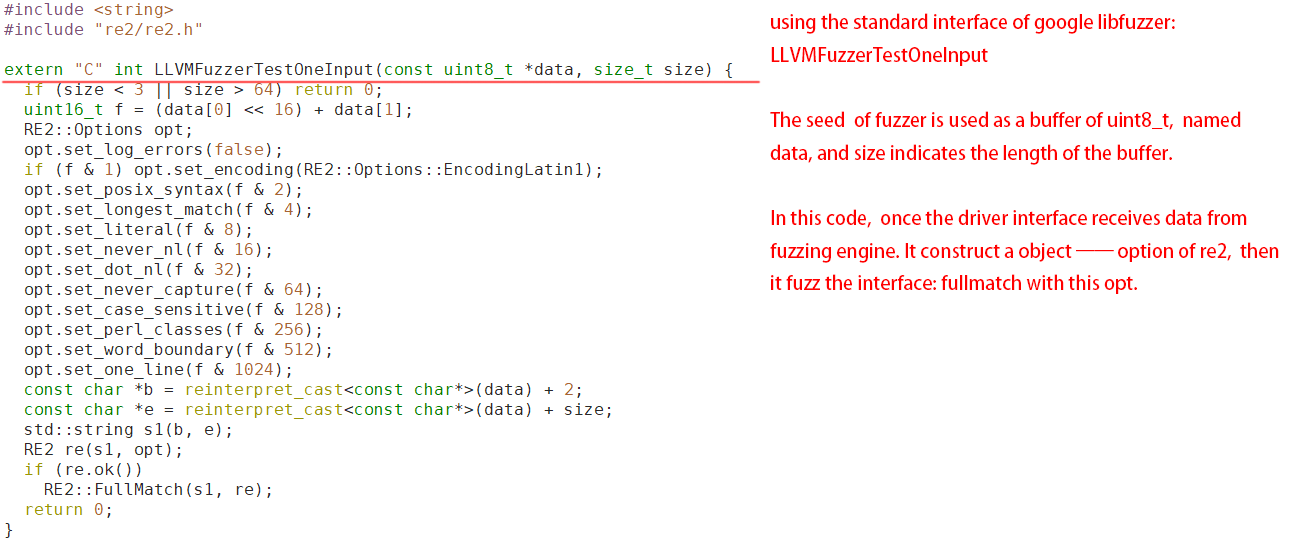 #include <string>
#include "re2/re2.h"
extern "C" int LLVMFuzzerTestOneInput(const uint8_t *data, size_t size) {
  if (size < 3 || size > 64) return 0;
  uint16_t f = (data[0] << 16) + data[1];
  RE2::Options opt;
  opt.set_log_errors(false);
  if (f & 1) opt.set_encoding(RE2::Options::EncodingLatin1);
  opt.set_posix_syntax(f & 2);
  opt.set_longest_match(f & 4);
  opt.set_literal(f & 8);
  opt.set_never_nl(f & 16);
  opt.set_dot_nl(f & 32);
  opt.set_never_capture(f & 64);
  opt.set_case_sensitive(f & 128);
  opt.set_perl_classes(f & 256);
  opt.set_word_boundary(f & 512);
  opt.set_one_line(f & 1024);
  const char *b = reinterpret_cast<const char*>(data) + 2;
  const char *e = reinterpret_cast<const char*>(data) + size;
  std::string s1(b, e);
  RE2 re(s1, opt);
  if (re.ok())
    RE2::FullMatch(s1, re);
  return 0;
}
using the standard interface of google libfuzzer:
LLVMFuzzerTestOneInput
The seed of fuzzer is used as a buffer of uint8_t, named
data, and size indicates the length of the buffer.
In this code, once the driver interface receives data from
fuzzing engine. It construct a object —— option of re2, then
it fuzz the interface: fullmatch with this opt.